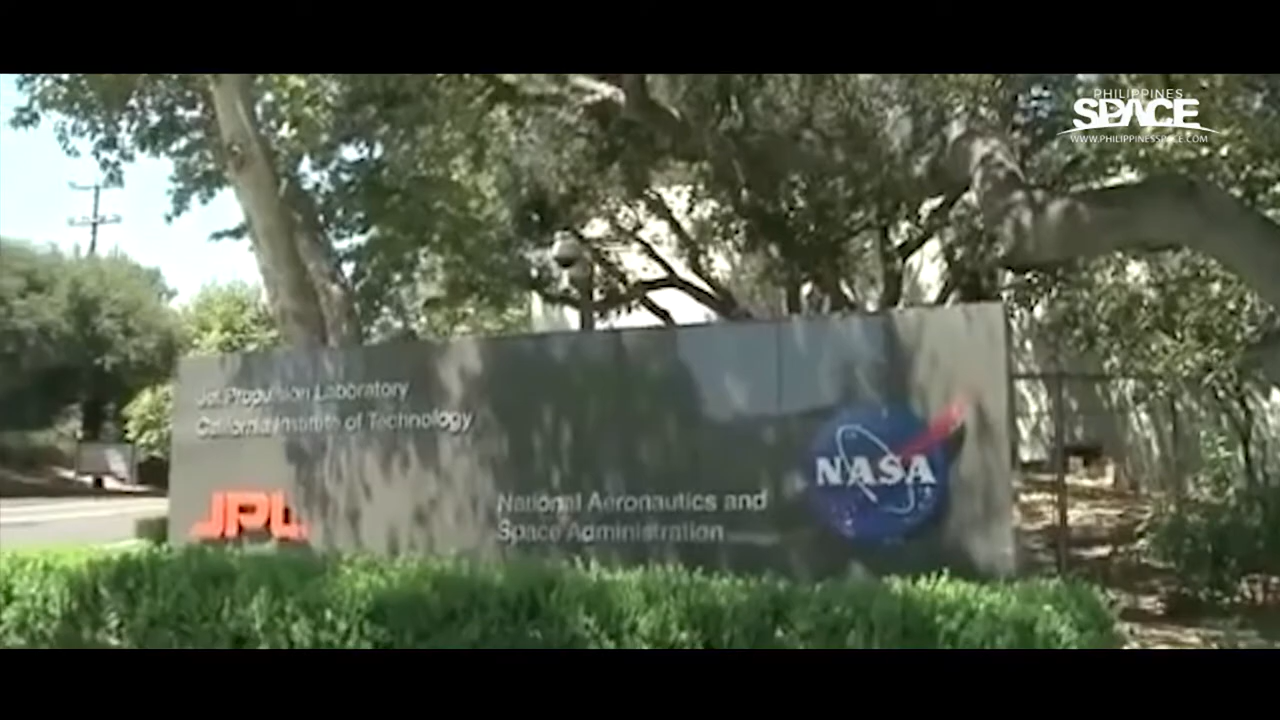 PHILIPPINES
SPACE
WWW.PHILIPPINESSPACE.COM
Jet Propulsion Laboratory
California Institute of Technology
JPL
National Aeronautics and
Space Administration
NASA